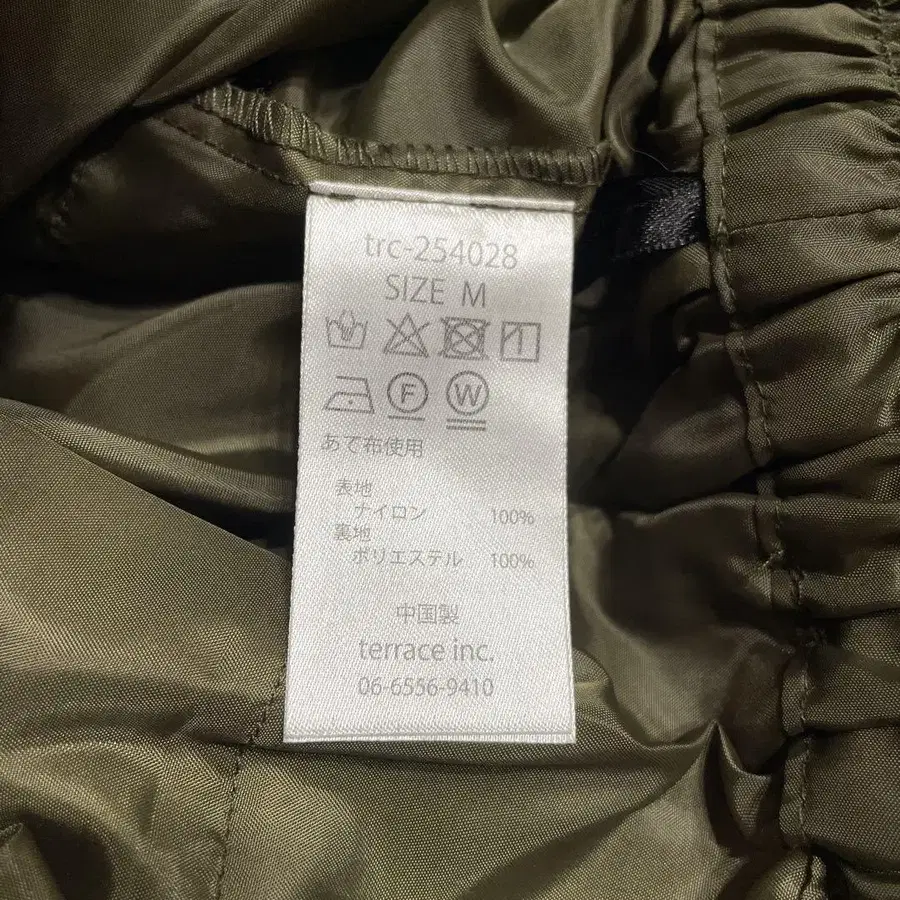 trc-254028
SIZE M
F W
あて布使用
表地
ナイロン 100%
裏地
ポリエステル 100%
中国製
terrace inc.
06-6556-9410